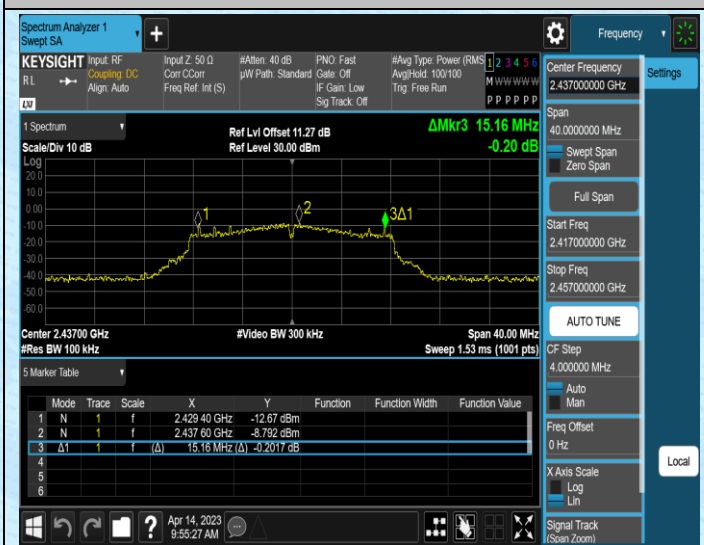 Spectrum Analyzer 1
Swept SA
Frequency
KEYSIGHT
RL
LXI
Input: RF
Coupling: DC
Align: Auto
Input Z: 50 Ω
Corr CCorr
Freq Ref: Int (S)
#Atten: 40 dB
µW Path: Standard
PNO: Fast
Gate: Off
IF Gain: Low
Sig Track: Off
#Avg Type: Power (RMS
Avg|Hold: 100/100
Trig: Free Run
1 2 3 4 5 6
M W W W W W
P P P P P P
1 Spectrum
Scale/Div 10 dB
Ref Lvl Offset 11.27 dB
Ref Level 30.00 dBm
ΔMkr3 15.16 MHz
-0.20 dB
Log
20.0
10.0
0.00
-10.0
-20.0
-30.0
-40.0
-50.0
-60.0
1
2
3Δ1
Center 2.43700 GHz
#Res BW 100 kHz
#Video BW 300 kHz
Span 40.00 MHz
Sweep 1.53 ms (1001 pts)
5 Marker Table
Mode Trace Scale X Y Function Function Width Function Value
1 N 1 f 2.429 40 GHz -12.67 dBm
2 N 1 f 2.437 60 GHz -8.792 dBm
3 Δ1 1 f (Δ) 15.16 MHz (Δ) -0.2017 dB
4
5
6
Apr 14, 2023
9:55:27 AM
Center Frequency
2.437000000 GHz
Span
40.0000000 MHz
Swept Span
Zero Span
Full Span
Start Freq
2.417000000 GHz
Stop Freq
2.457000000 GHz
AUTO TUNE
CF Step
4.000000 MHz
Auto
Man
Freq Offset
0 Hz
X Axis Scale
Log
Lin
Signal Track
(Span Zoom)
Settings
Local